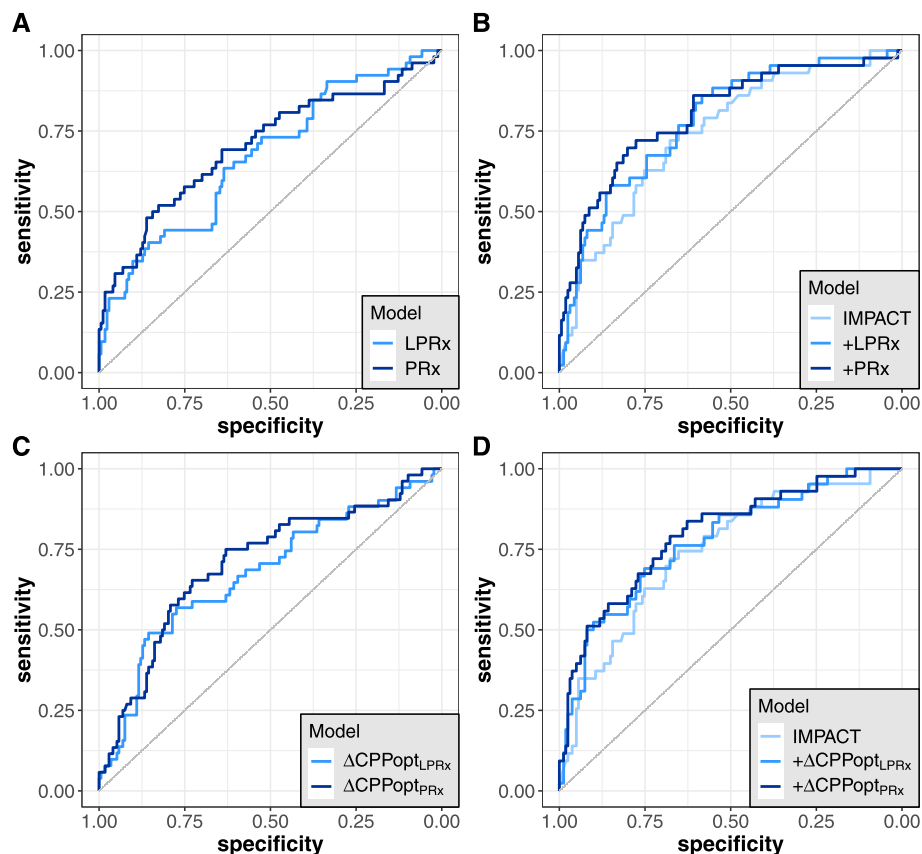 A
1.00
0.75
0.50
0.25
0.00
sensitivity
Model
LPRx
PRx
1.00 0.75 0.50 0.25 0.00
specificity
B
1.00
0.75
0.50
0.25
0.00
sensitivity
Model
IMPACT
+LPRx
+PRx
1.00 0.75 0.50 0.25 0.00
specificity
C
1.00
0.75
0.50
0.25
0.00
sensitivity
Model
ΔCPPoptLPRx
ΔCPPoptPRx
1.00 0.75 0.50 0.25 0.00
specificity
D
1.00
0.75
0.50
0.25
0.00
sensitivity
Model
IMPACT
+ΔCPPoptLPRx
+ΔCPPoptPRx
1.00 0.75 0.50 0.25 0.00
specificity